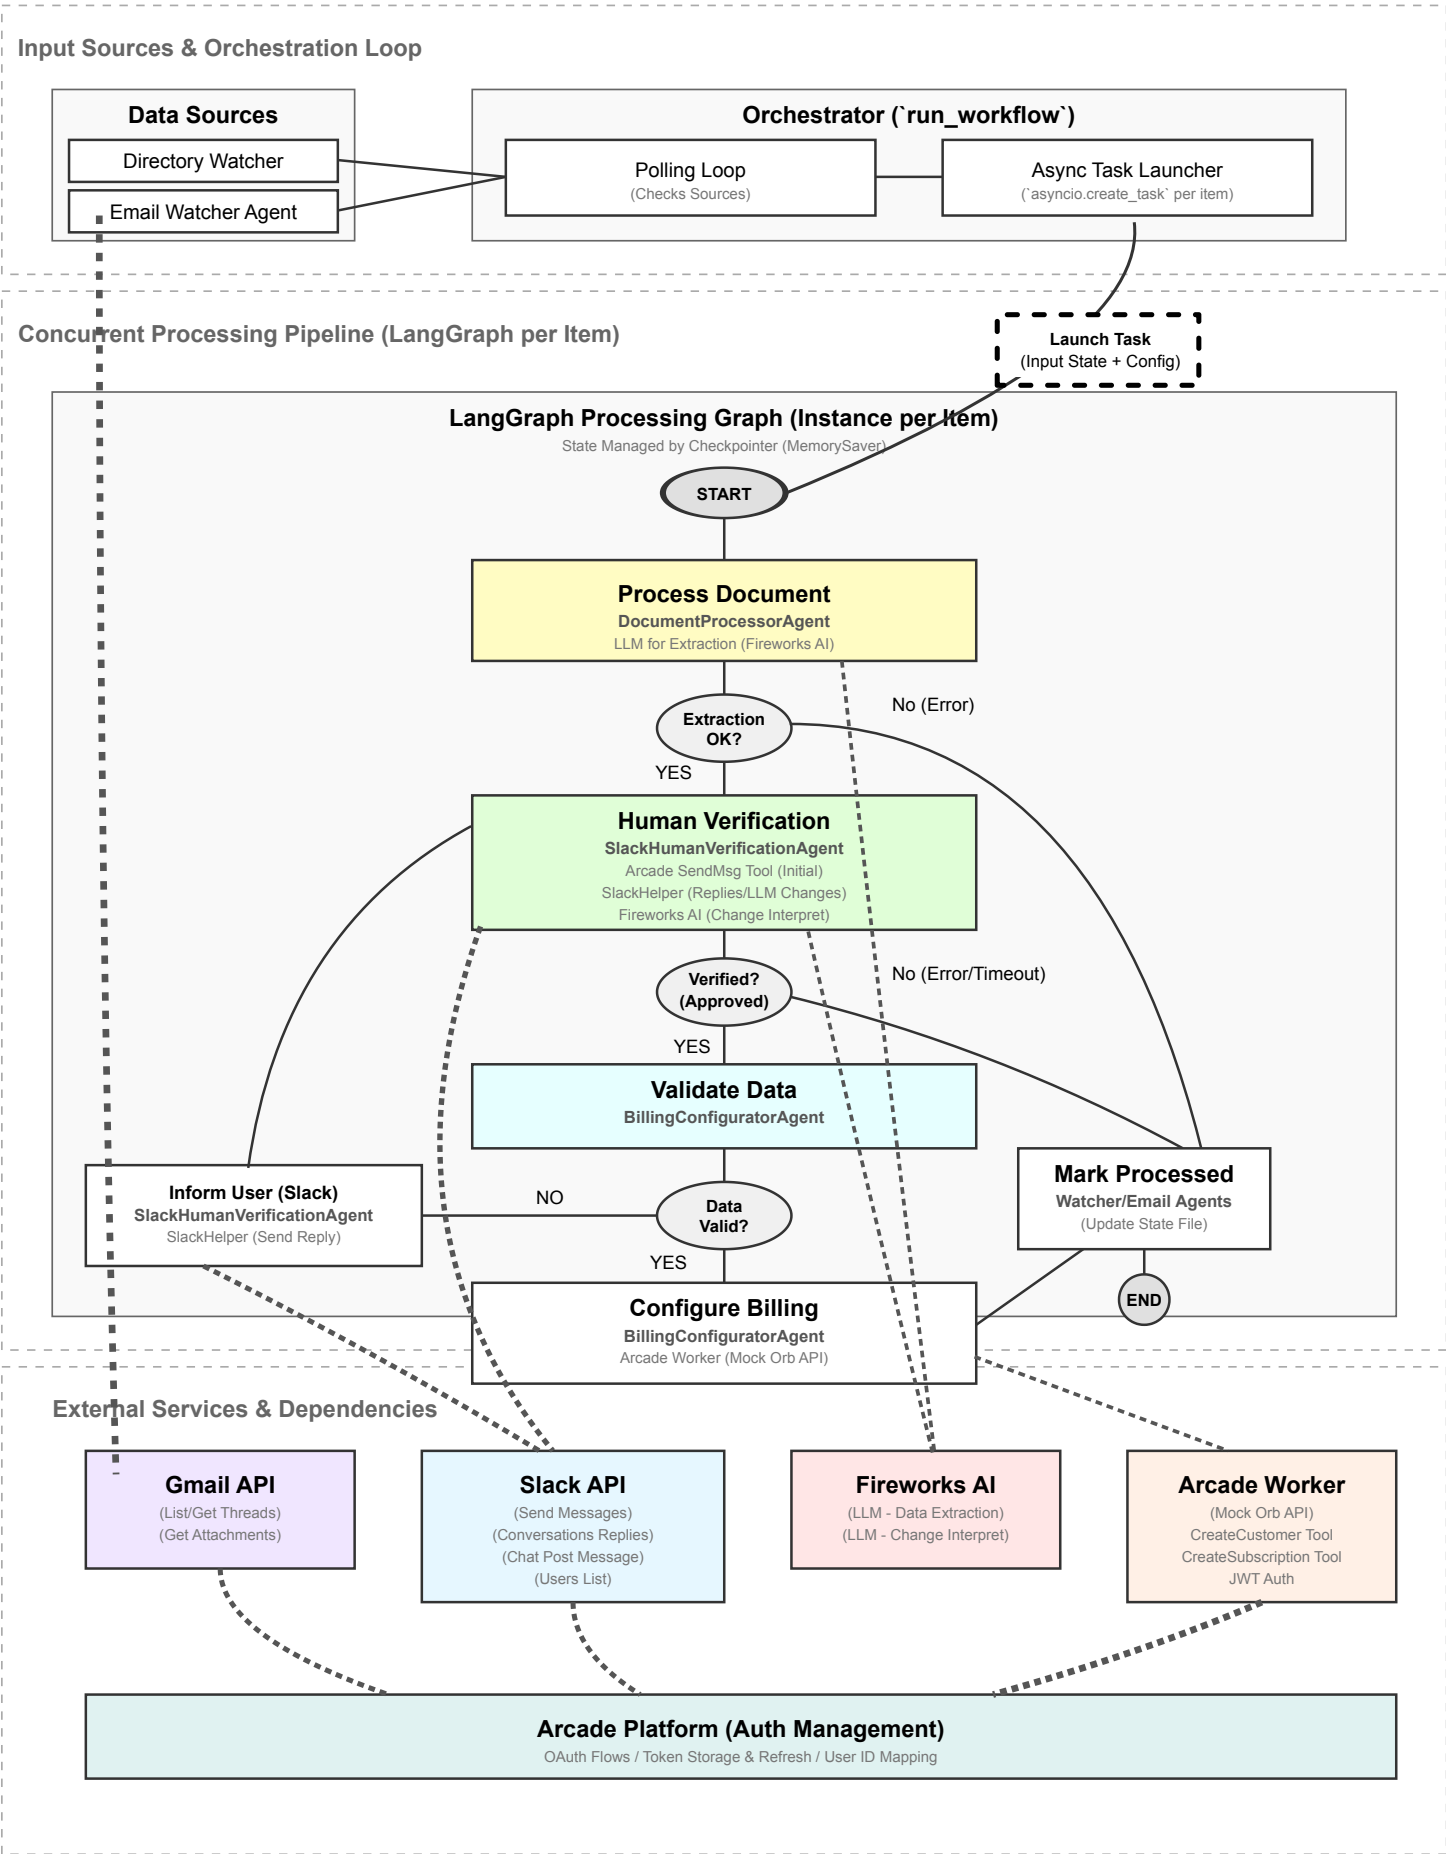 Input Sources & Orchestration Loop
Data Sources
Directory Watcher
Email Watcher Agent
Orchestrator (`run_workflow`)
Polling Loop
(Checks Sources)
Async Task Launcher
(`asyncio.create_task` per item)
Concurrent Processing Pipeline (LangGraph per Item)
Launch Task
(Input State + Config)
LangGraph Processing Graph (Instance per Item)
State Managed by Checkpointer (MemorySaver)
START
Process Document
DocumentProcessorAgent
LLM for Extraction (Fireworks AI)
No (Error)
Extraction
OK?
YES
Human Verification
SlackHumanVerificationAgent
Arcade SendMsg Tool (Initial)
SlackHelper (Replies/LLM Changes)
Fireworks AI (Change Interpret)
No (Error/Timeout)
Verified?
(Approved)
YES
Validate Data
BillingConfiguratorAgent
Inform User (Slack)
SlackHumanVerificationAgent
SlackHelper (Send Reply)
NO
Data
Valid?
YES
Mark Processed
Watcher/Email Agents
(Update State File)
END
Configure Billing
BillingConfiguratorAgent
Arcade Worker (Mock Orb API)
External Services & Dependencies
Gmail API
(List/Get Threads)
(Get Attachments)
Slack API
(Send Messages)
(Conversations Replies)
(Chat Post Message)
(Users List)
Fireworks AI
(LLM - Data Extraction)
(LLM - Change Interpret)
Arcade Worker
(Mock Orb API)
CreateCustomer Tool
CreateSubscription Tool
JWT Auth
Arcade Platform (Auth Management)
OAuth Flows / Token Storage & Refresh / User ID Mapping